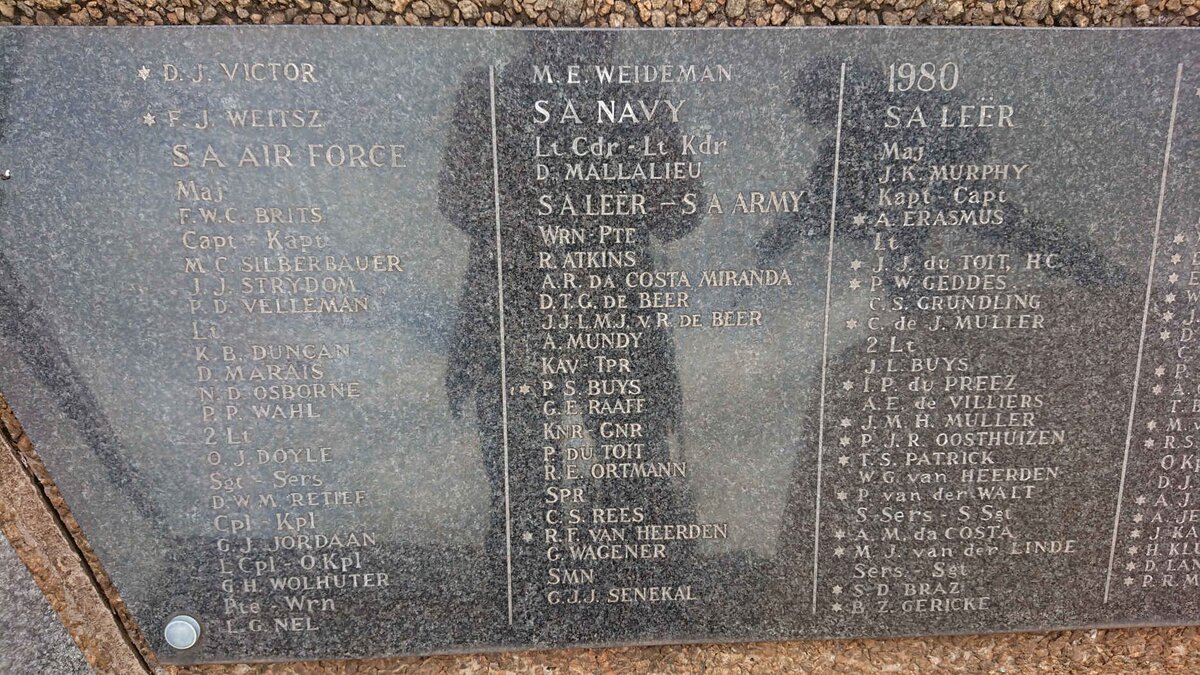 * D. J. VICTOR
* F. J. WEITSZ
S A AIR FORCE
Maj
F.W.C. BRITS
Capt - Kapt
M. C. SILBERBAUER
J. J. STRYDOM
P. D. VELLEMAN
Lt
K. B. DUNCAN
D. MARAIS
N. D. OSBORNE
P. P. WAHL
2 Lt
O. J. DOYLE
Sgt - Sers
D.W.M. RETIEF
Cpl - Kpl
G. J. JORDAAN
L Cpl - O Kpl
G. H. WOLHUTER
Pte - Wrn
L. G. NEL
M. E. WEIDEMAN
S A NAVY
Lt Cdr - Lt Kdr
D. MALLALIEU
S A LEËR - S A ARMY
WRN - PTE
R. ATKINS
A. R. DA COSTA MIRANDA
D. T. G. DE BEER
J. J. L. M. J. v. R. DE BEER
A. MUNDY
KAV - TPR
* P. S. BUYS
G. E. RAAFF
KNR - GNR
P. DU TOIT
R. E. ORTMANN
SPR
C. S. REES
* R. F. VAN HEERDEN
G. WAGENER
SMN
G. J. J. SENEKAL
1980
S A LEËR
Maj
J. K. MURPHY
Kapt - Capt
* A. ERASMUS
Lt
* J. J. du TOIT, HC
* P. W. GEDDES
C. S. GRUNDLING
* C. de J. MULLER
2 Lt
J. L. BUYS
* I. P. du PREEZ
A. E. de VILLIERS
* J. M. H. MULLER
* P. J. R. OOSTHUIZEN
* T. S. PATRICK
W. G. van HEERDEN
* P. van der WALT
S Sers - S Sgt
* A. M. da COSTA
* M. J. van der LINDE
Sers - Sgt
* S. D. BRAZ
* B. Z. GERICKE